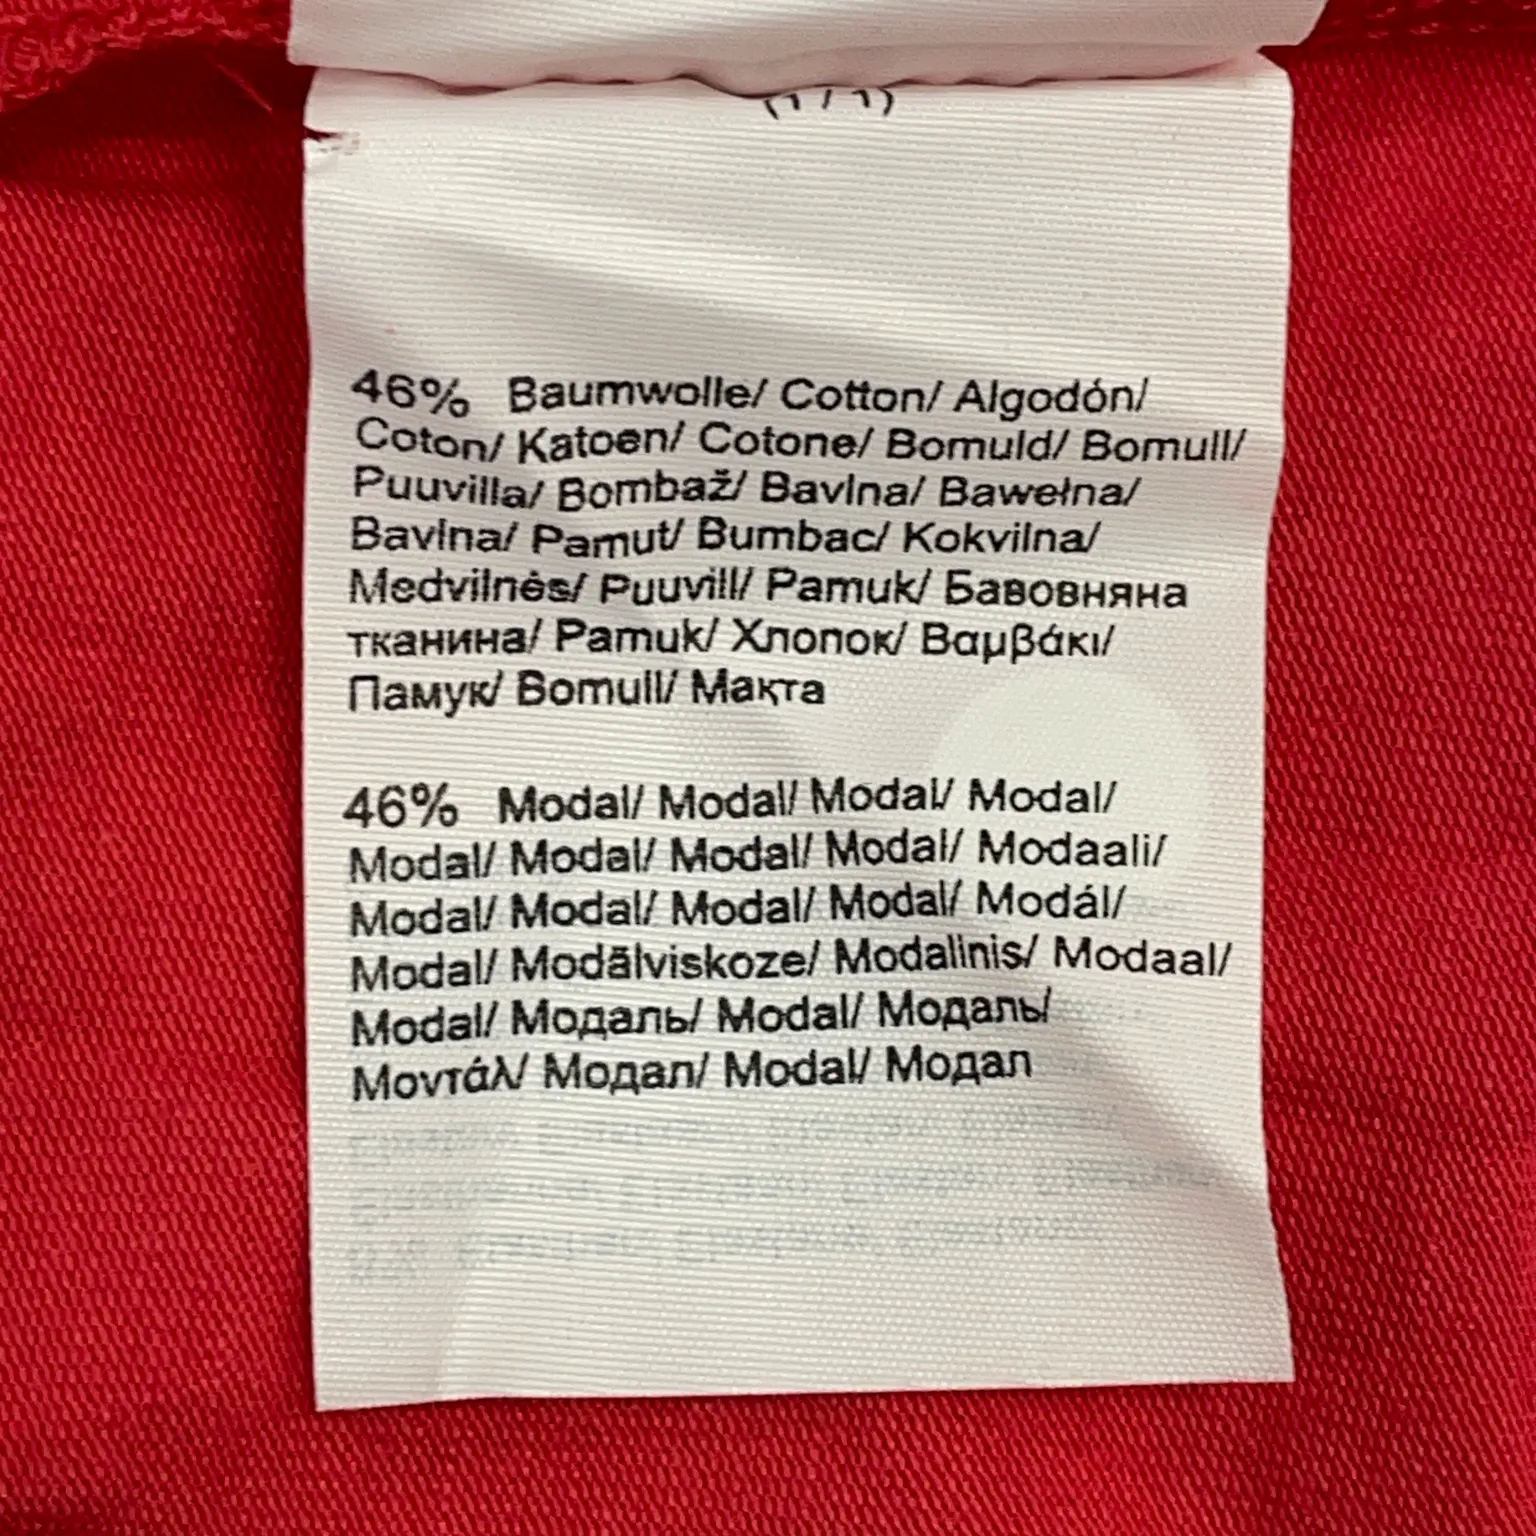 (1/1)
46% Baumwolle/ Cotton/ Algodón/
Coton/ Katoen/ Cotone/ Bomuld/ Bomull/
Puuvilla/ Bombaž/ Bavlna/ Bawełna/
Bavlna/ Pamut/ Bumbac/ Kokvilna/
Medvilnės/ Puuvill/ Pamuk/ Бавовняна
тканина/ Pamuk/ Хлопок/ Βαμβάκι/
Памук/ Bomull/ Мақта
46% Modal/ Modal/ Modal/ Modal/
Modal/ Modal/ Modal/ Modal/ Modaali/
Modal/ Modal/ Modal/ Modal/ Modál/
Modal/ Modālviskoze/ Modalinis/ Modaal/
Modal/ Модаль/ Modal/ Модаль/
Μοντάλ/ Модал/ Modal/ Модал